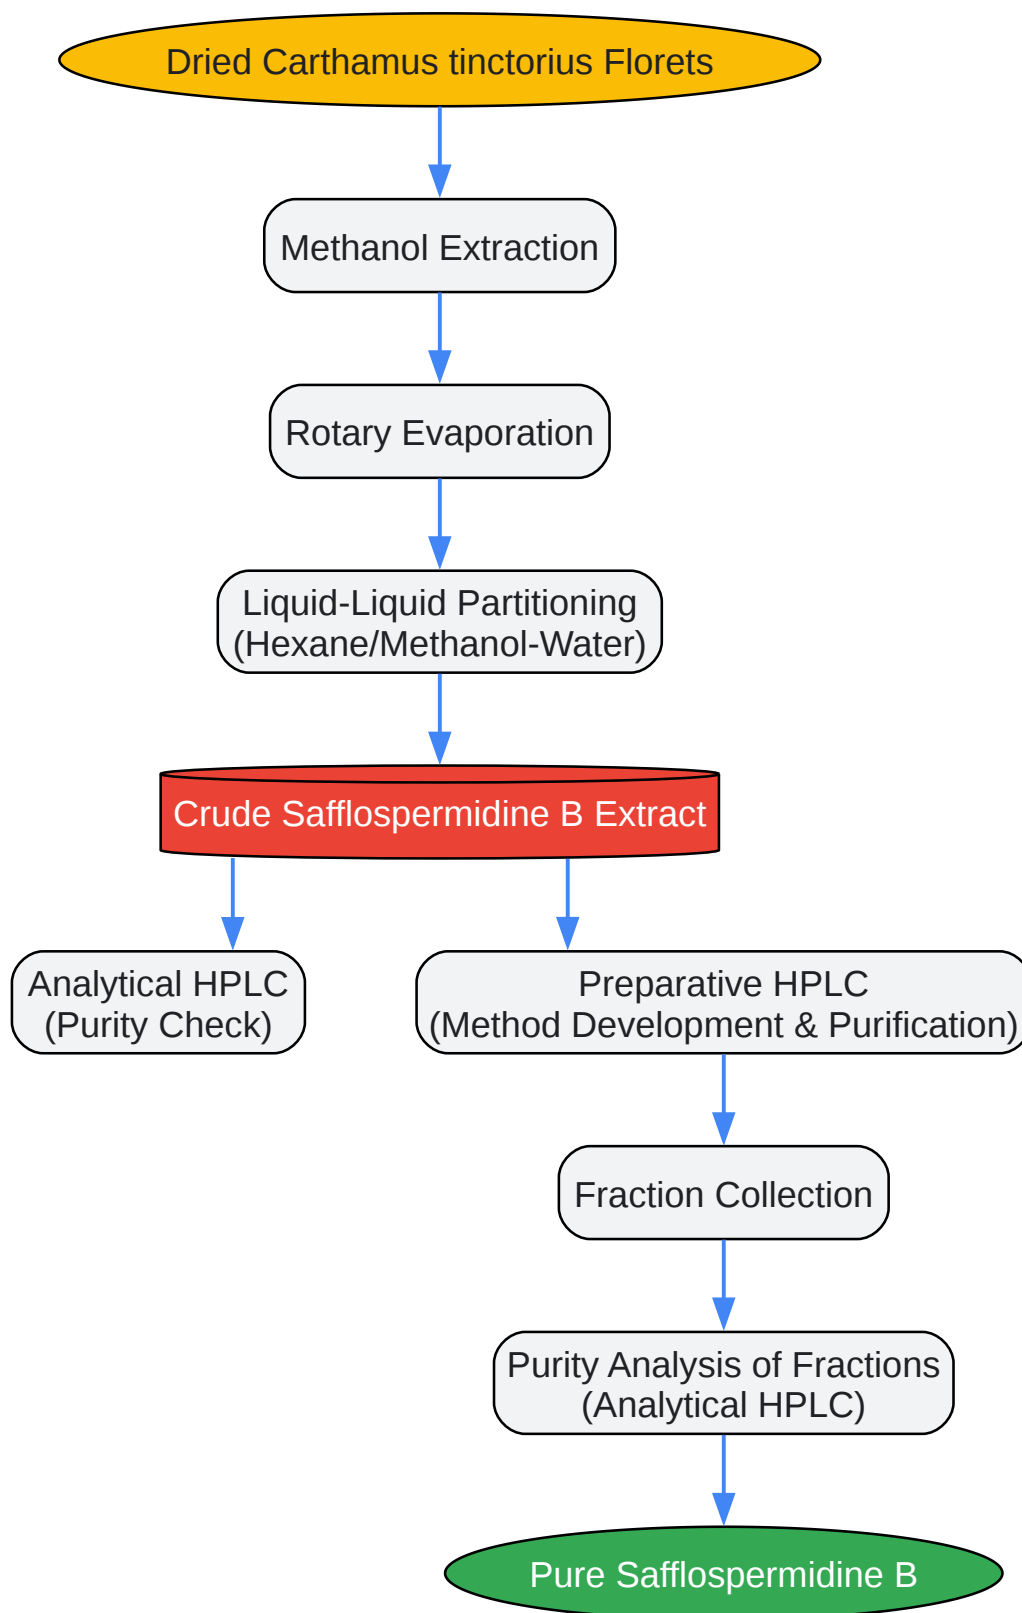 Dried Carthamus tinctorius Florets
Methanol Extraction
Rotary Evaporation
Liquid-Liquid Partitioning
(Hexane/Methanol-Water)
Crude Safflospermidine B Extract
Analytical HPLC
(Purity Check)
Preparative HPLC
(Method Development & Purification)
Fraction Collection
Purity Analysis of Fractions
(Analytical HPLC)
Pure Safflospermidine B